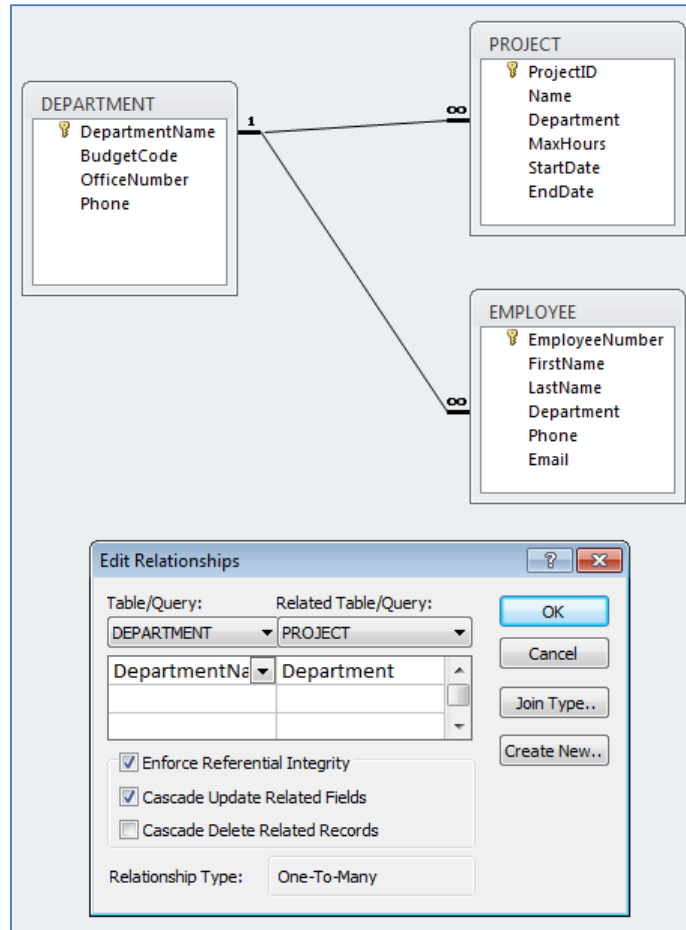 PROJECT
ProjectID
Name
Department
MaxHours
StartDate
EndDate
DEPARTMENT
DepartmentName
BudgetCode
OfficeNumber
Phone
1
∞
∞
EMPLOYEE
EmployeeNumber
FirstName
LastName
Department
Phone
Email
Edit Relationships
Table/Query: Related Table/Query:
DEPARTMENT PROJECT
DepartmentNa Department
Enforce Referential Integrity
Cascade Update Related Fields
Cascade Delete Related Records
Relationship Type: One-To-Many
OK
Cancel
Join Type..
Create New..